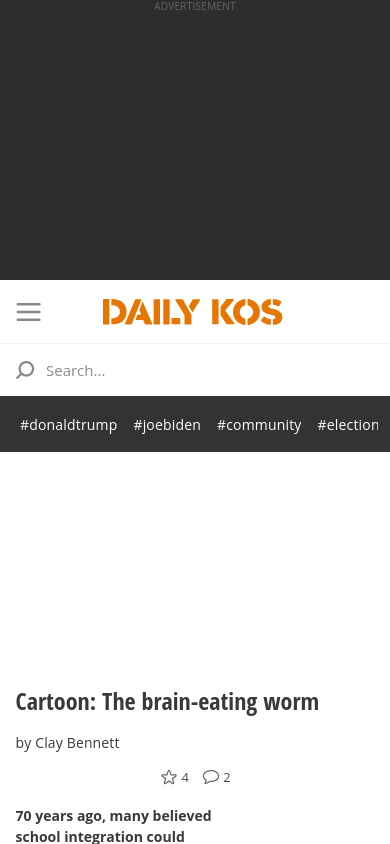 ADVERTISEMENT
DAILY KOS
Search...
#donaldtrump #joebiden #community #election
Cartoon: The brain-eating worm
by Clay Bennett
4 2
70 years ago, many believed
school integration could